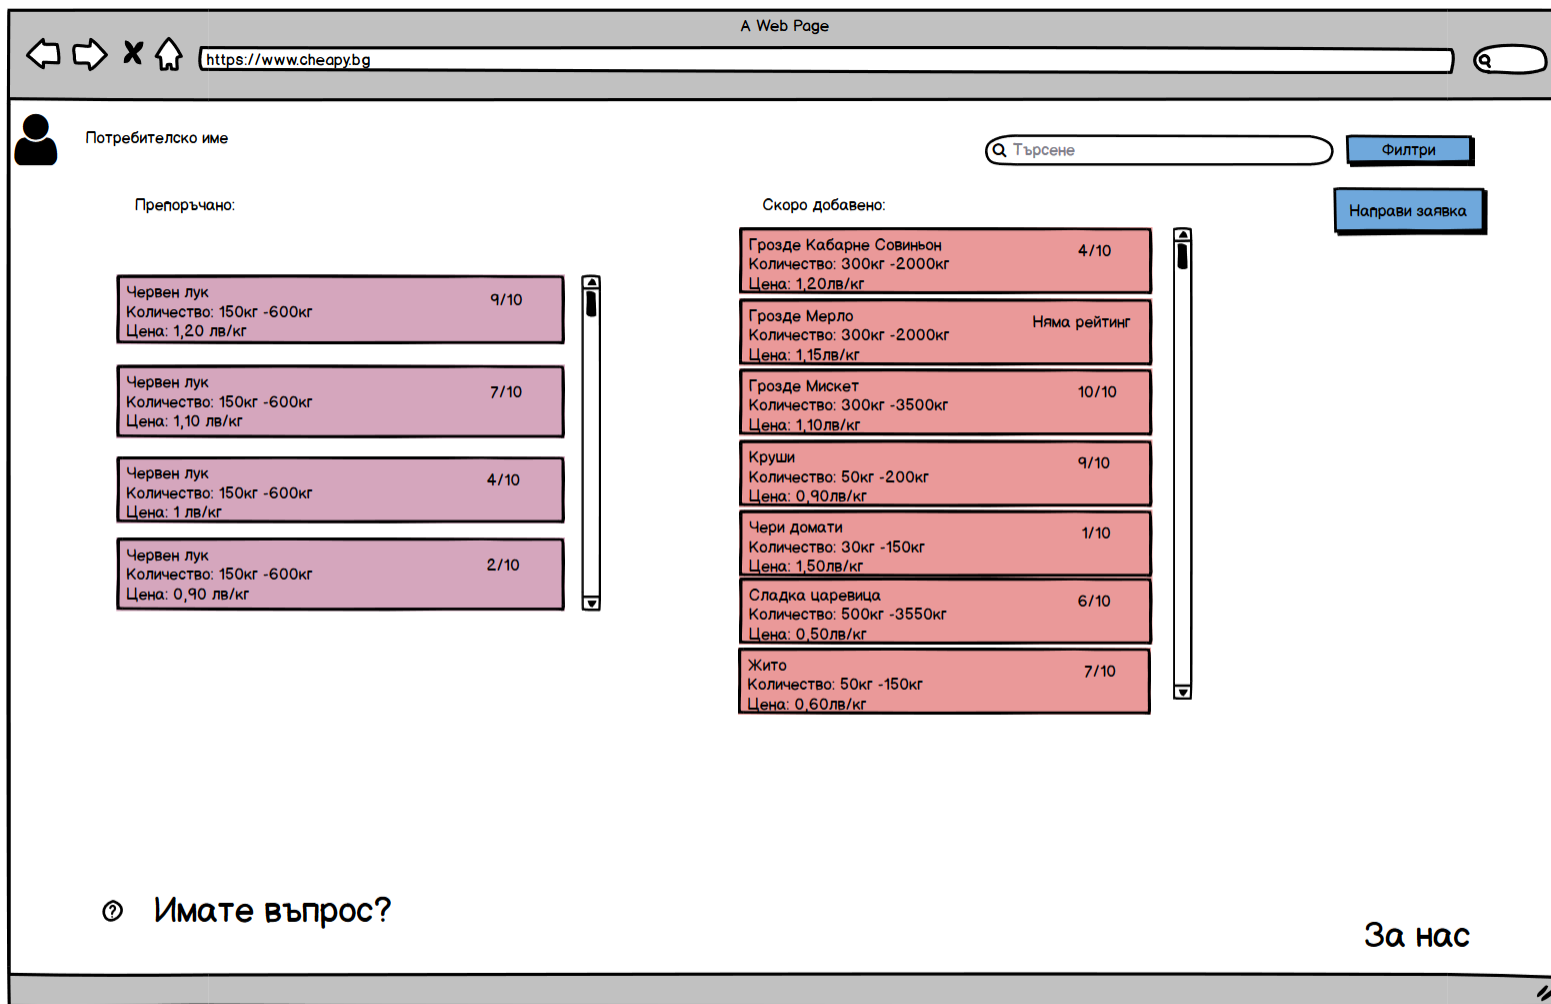 A Web Page
https://www.cheapy.bg
Потребителско име
Търсене
Филтри
Направи заявка
Препоръчано:
Червен лук
9/10
Количество: 150кг -600кг
Цена: 1,20 лв/кг
Червен лук
7/10
Количество: 150кг -600кг
Цена: 1,10 лв/кг
Червен лук
4/10
Количество: 150кг -600кг
Цена: 1 лв/кг
Червен лук
2/10
Количество: 150кг -600кг
Цена: 0,90 лв/кг
Скоро добавено:
Грозде Кабарне Совиньон
4/10
Количество: 300кг -2000кг
Цена: 1,20лв/кг
Грозде Мерло
Няма рейтинг
Количество: 300кг -2000кг
Цена: 1,15лв/кг
Грозде Мискет
10/10
Количество: 300кг -3500кг
Цена: 1,10лв/кг
Круши
9/10
Количество: 50кг -200кг
Цена: 0,90лв/кг
Чери домати
1/10
Количество: 30кг -150кг
Цена: 1,50лв/кг
Сладка царевица
6/10
Количество: 500кг -3550кг
Цена: 0,50лв/кг
Жито
7/10
Количество: 50кг -150кг
Цена: 0,60лв/кг
Имате въпрос?
За нас